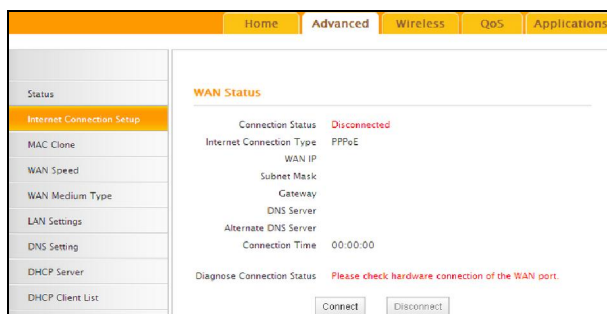 Home Advanced Wireless QoS Applications
Status
Internet Connection Setup
MAC Clone
WAN Speed
WAN Medium Type
LAN Settings
DNS Setting
DHCP Server
DHCP Client List
WAN Status
Connection Status Disconnected
Internet Connection Type PPPoE
WAN IP
Subnet Mask
Gateway
DNS Server
Alternate DNS Server
Connection Time 00:00:00
Diagnose Connection Status Please check hardware connection of the WAN port.
Connect Disconnect